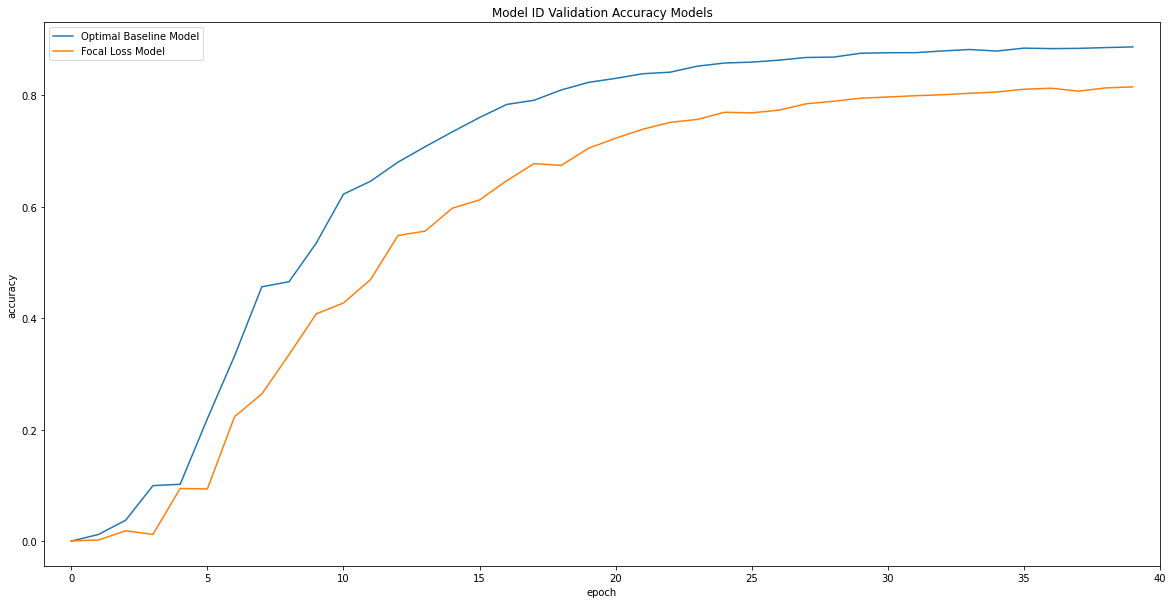 Model ID Validation Accuracy Models
Optimal Baseline Model
Focal Loss Model
accuracy
0.8
0.6
0.4
0.2
0.0
0 5 10 15 20 25 30 35 40
epoch